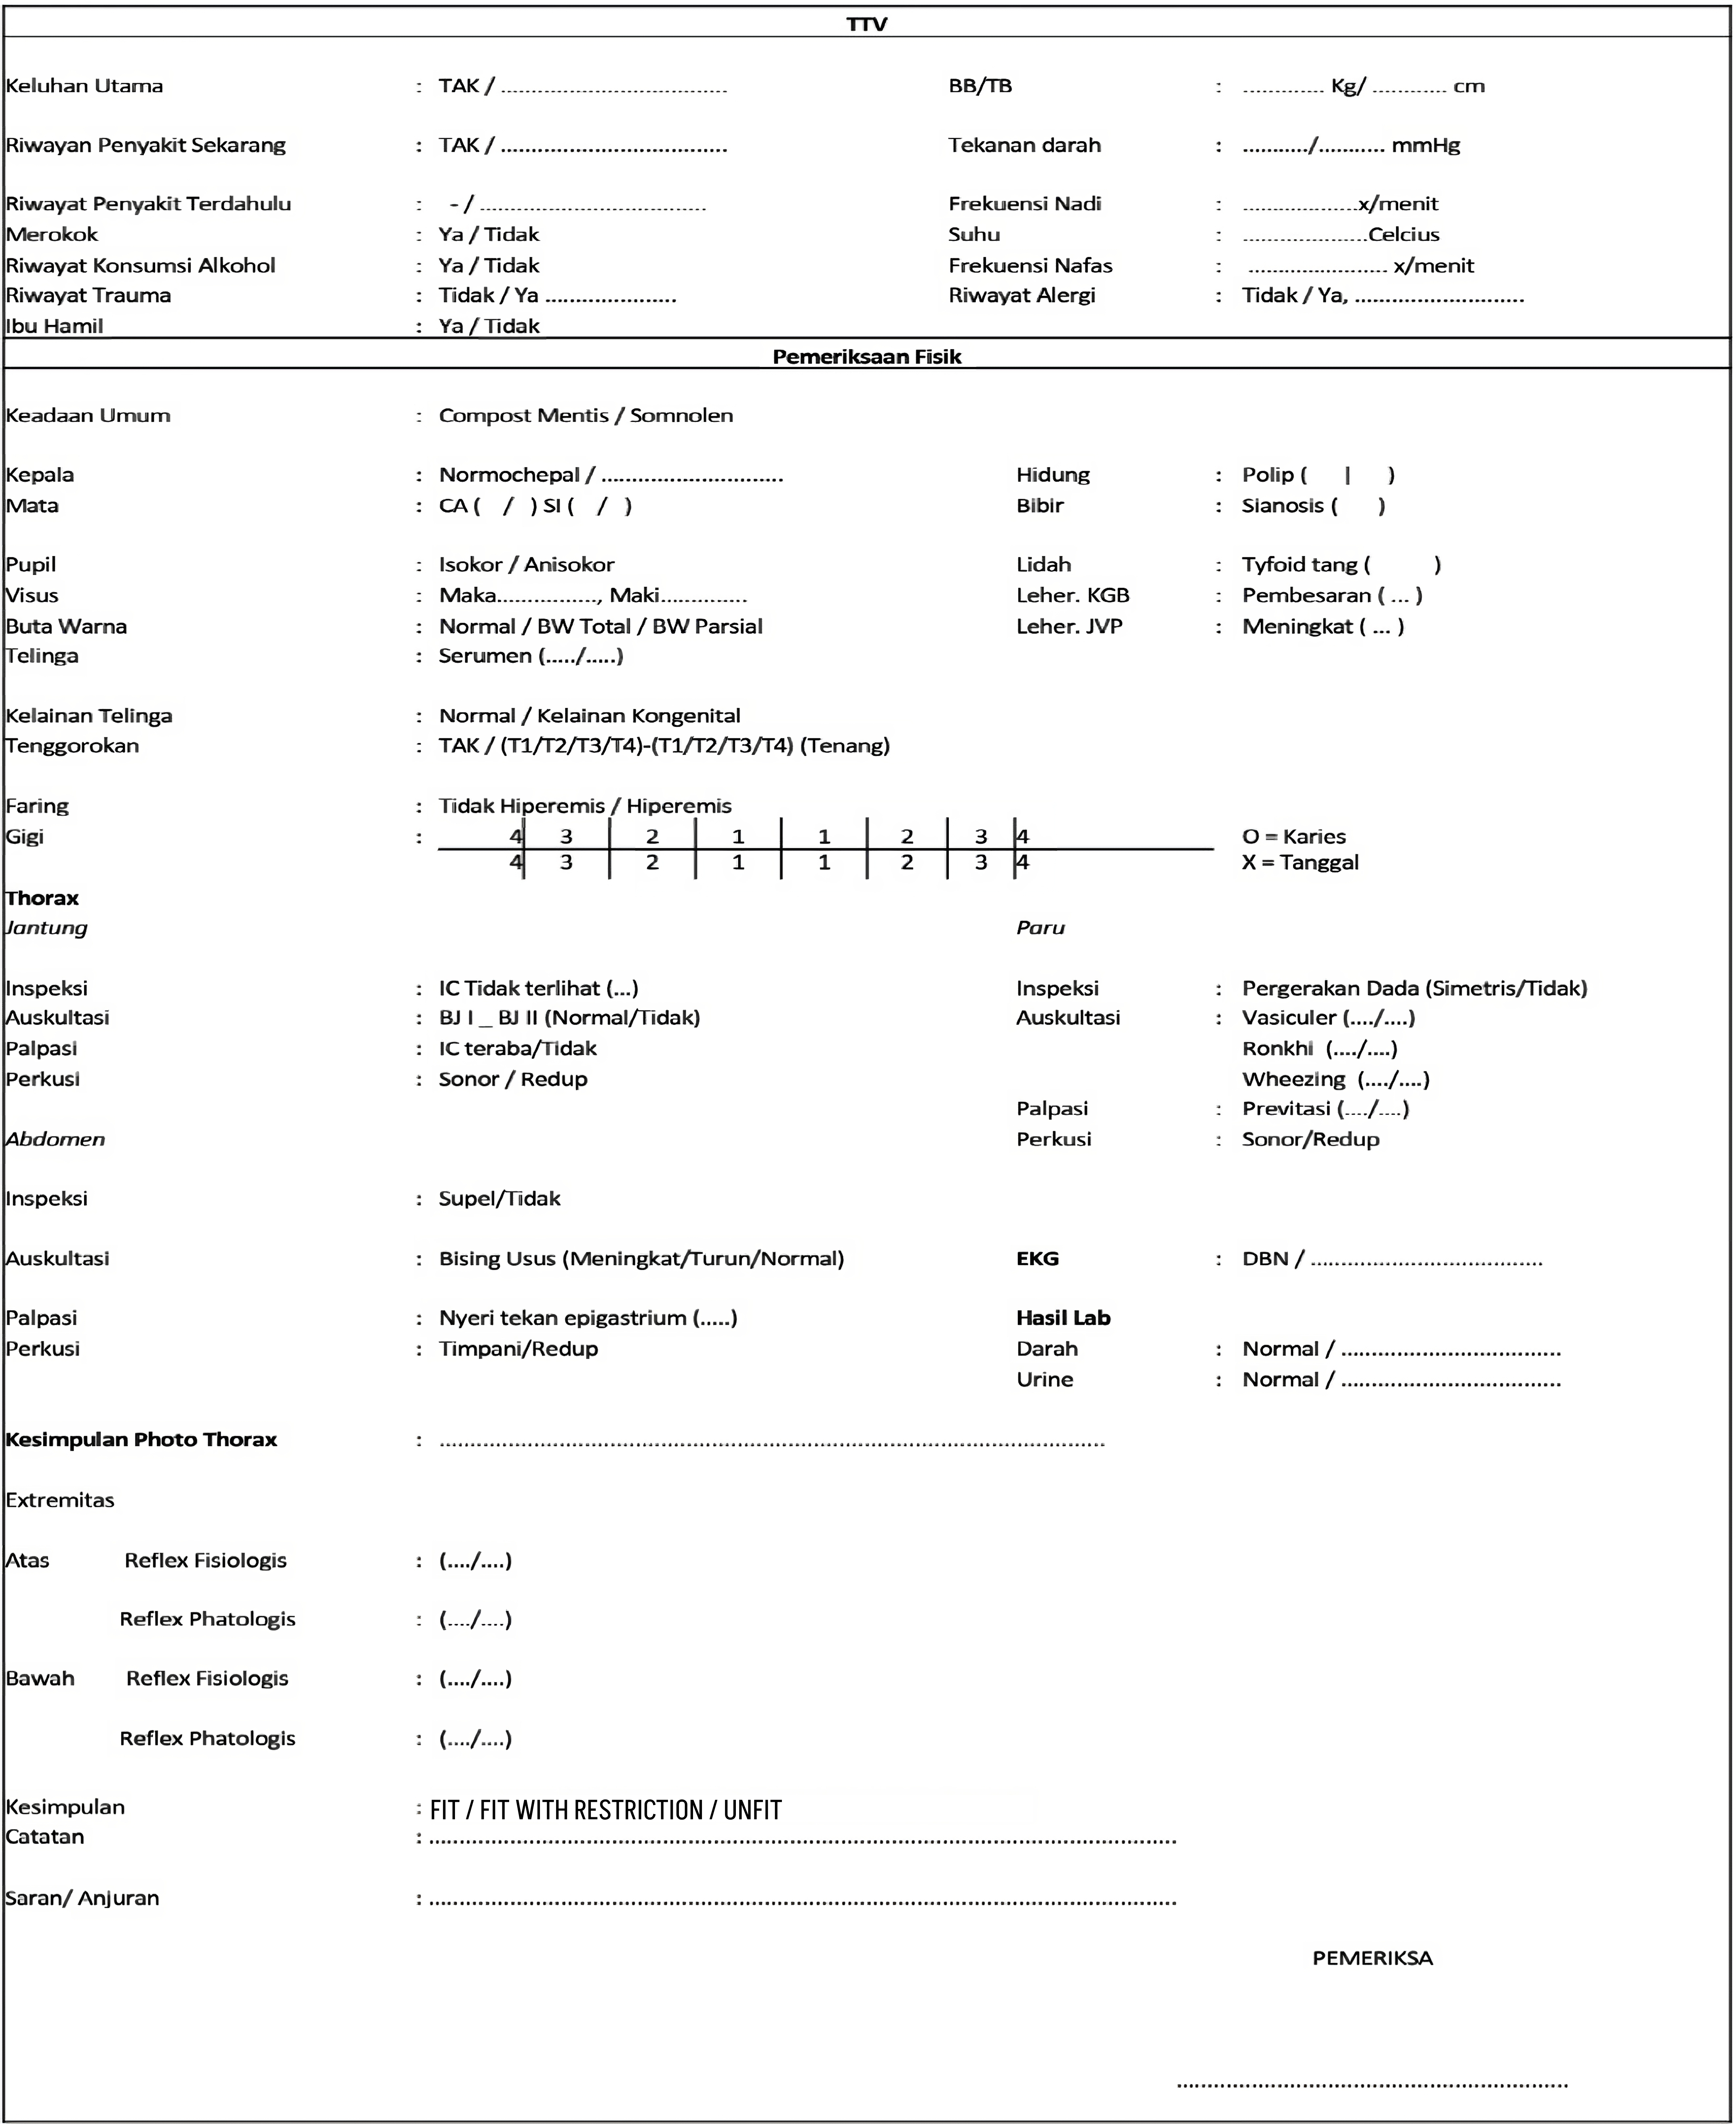 TTV
Keluhan Utama : TAK / ..................................... BB/TB : ............. Kg/ ............ cm
Riwayan Penyakit Sekarang : TAK / ..................................... Tekanan darah : .........../........... mmHg
Riwayat Penyakit Terdahulu : - / ..................................... Frekuensi Nadi : ...................x/menit
Merokok : Ya / Tidak Suhu : ....................Celcius
Riwayat Konsumsi Alkohol : Ya / Tidak Frekuensi Nafas : ....................... x/menit
Riwayat Trauma : Tidak / Ya ...................... Riwayat Alergi : Tidak / Ya, ............................
Ibu Hamil : Ya / Tidak
Pemeriksaan Fisik
Keadaan Umum : Compost Mentis / Somnolen
Kepala : Normochepal / .............................. Hidung : Polip ( | )
Mata : CA ( / ) SI ( / ) Bibir : Sianosis ( )
Pupil : Isokor / Anisokor Lidah : Tyfoid tang ( )
Visus : Maka................, Maki.............. Leher. KGB : Pembesaran ( ... )
Buta Warna : Normal / BW Total / BW Parsial Leher. JVP : Meningkat ( ... )
Telinga : Serumen (...../.....)
Kelainan Telinga : Normal / Kelainan Kongenital
Tenggorokan : TAK / (T1/T2/T3/T4)-(T1/T2/T3/T4) (Tenang)
Faring : Tidak Hiperemis / Hiperemis
Gigi : 4 3 2 1 1 2 3 4 O = Karies
4 3 2 1 1 2 3 4 X = Tanggal
Thorax
Jantung Paru
Inspeksi : IC Tidak terlihat (...) Inspeksi : Pergerakan Dada (Simetris/Tidak)
Auskultasi : BJ I _ BJ II (Normal/Tidak) Auskultasi : Vasiculer (..../....)
Palpasi : IC teraba/Tidak Ronkhi (..../....)
Perkusi : Sonor / Redup Wheezing (..../....)
Palpasi : Previtasi (..../....)
Abdomen Perkusi : Sonor/Redup
Inspeksi : Supel/Tidak
Auskultasi : Bising Usus (Meningkat/Turun/Normal) EKG : DBN / ......................................
Palpasi : Nyeri tekan epigastrium (.....) Hasil Lab
Perkusi : Timpani/Redup Darah : Normal / ....................................
Urine : Normal / ....................................
Kesimpulan Photo Thorax : ..............................................................................................................
Extremitas
Atas Reflex Fisiologis : (..../....)
Reflex Phatologis : (..../....)
Bawah Reflex Fisiologis : (..../....)
Reflex Phatologis : (..../....)
Kesimpulan : FIT / FIT WITH RESTRICTION / UNFIT
Catatan : ............................................................................................................................
Saran/ Anjuran : ............................................................................................................................
PEMERIKSA
.................................................................